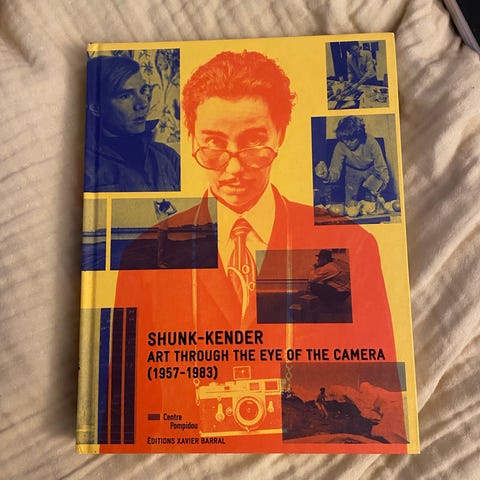 SHUNK-KENDER
ART THROUGH THE EYE OF THE CAMERA
(1957-1983)
Centre
Pompidou
ÉDITIONS XAVIER BARRAL